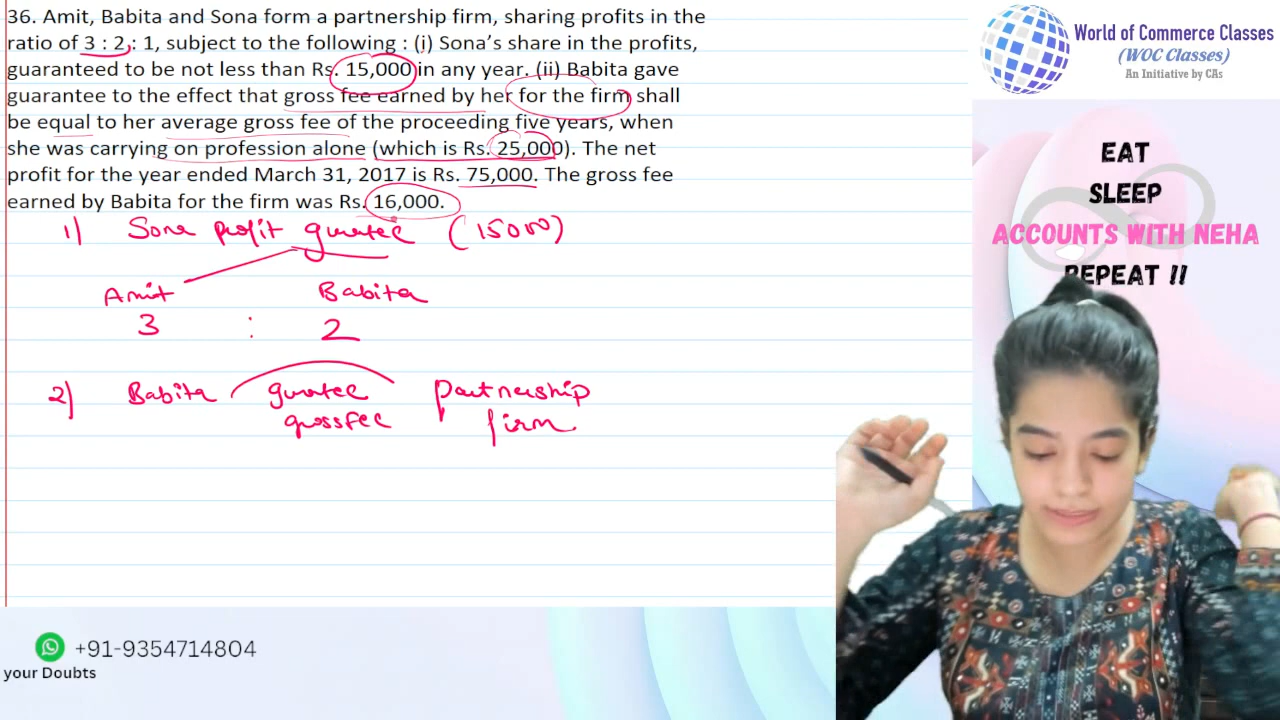 36. Amit, Babita and Sona form a partnership firm, sharing profits in the
ratio of 3 : 2 : 1, subject to the following : (i) Sona's share in the profits,
guaranteed to be not less than Rs. 15,000 in any year. (ii) Babita gave
guarantee to the effect that gross fee earned by her for the firm shall
be equal to her average gross fee of the proceeding five years, when
she was carrying on profession alone (which is Rs. 25,000). The net
profit for the year ended March 31, 2017 is Rs. 75,000. The gross fee
earned by Babita for the firm was Rs. 16,000.
1) Sona profit guratee (15000)
Amit Babita
3 : 2
2) Babita guratee partnership
grossfee firm
World of Commerce Classes
(WOC Classes)
An Initiative by CAs
EAT
SLEEP
ACCOUNTS WITH NEHA
REPEAT !!
+91-9354714804
your Doubts